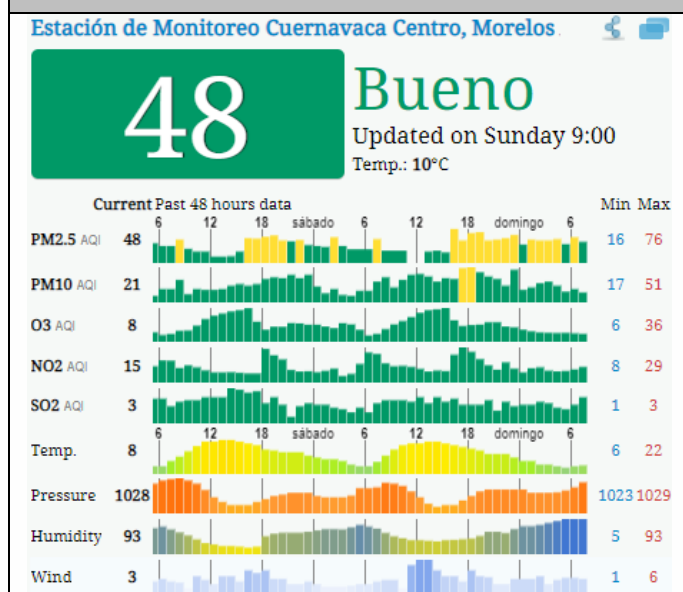 Estación de Monitoreo Cuernavaca Centro, Morelos.
48
Bueno
Updated on Sunday 9:00
Temp.: 10°C
Current Past 48 hours data Min Max
6 12 18 sábado 6 12 18 domingo 6
PM2.5 AQI 48 16 76
PM10 AQI 21 17 51
O3 AQI 8 6 36
NO2 AQI 15 8 29
SO2 AQI 3 1 3
6 12 18 sábado 6 12 18 domingo 6
Temp. 8 6 22
Pressure 1028 1023 1029
Humidity 93 5 93
Wind 3 1 6